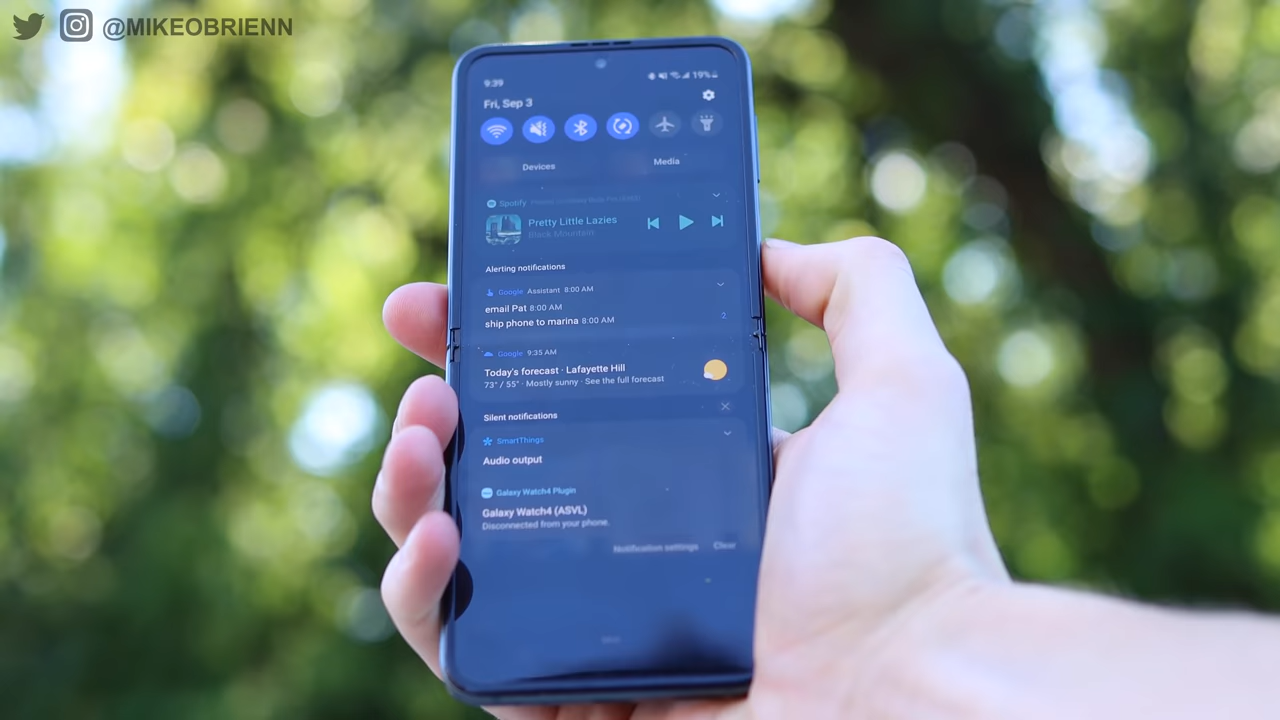 @MIKEOBRIENN
9:39
19%
Fri, Sep 3
Devices
Media
Spotify
Pretty Little Lazies
Black Mountain
Alerting notifications
Google Assistant 8:00 AM
email Pat 8:00 AM
ship phone to marina 8:00 AM
2
Google 9:35 AM
Today's forecast · Lafayette Hill
73° / 55° · Mostly sunny · See the full forecast
Silent notifications
SmartThings
Audio output
Galaxy Watch4 Plugin
Galaxy Watch4 (ASVL)
Disconnected from your phone.
Notification settings
Clear